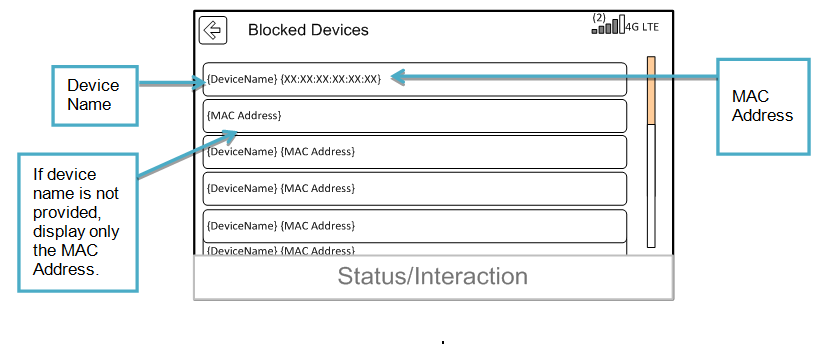 Blocked Devices
(2)
4G LTE
Device
Name
{DeviceName} {XX:XX:XX:XX:XX:XX}
MAC
Address
{MAC Address}
If device
name is not
provided,
display only
the MAC
Address.
{DeviceName} {MAC Address}
{DeviceName} {MAC Address}
{DeviceName} {MAC Address}
{DeviceName} {MAC Address}
Status/Interaction